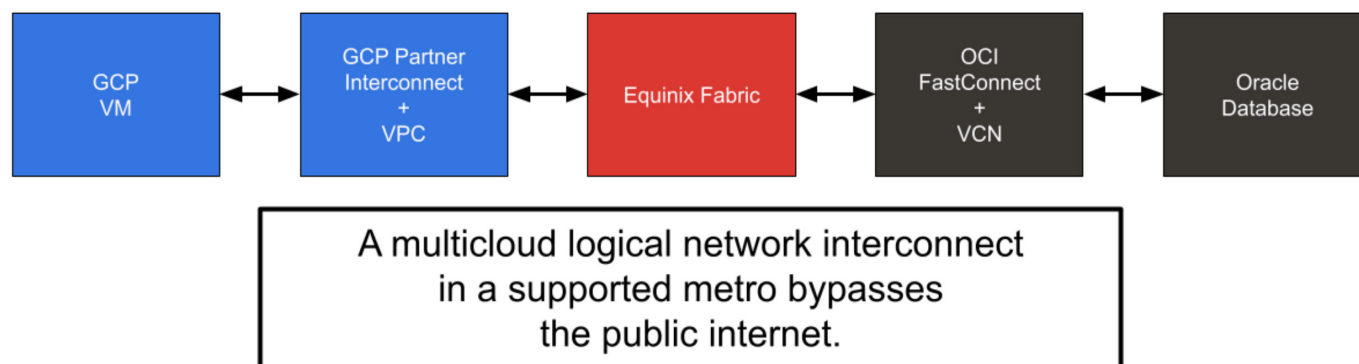 GCP
VM
GCP Partner
Interconnect
+
VPC
Equinix Fabric
OCI
FastConnect
+
VCN
Oracle
Database
A multicloud logical network interconnect
in a supported metro bypasses
the public internet.